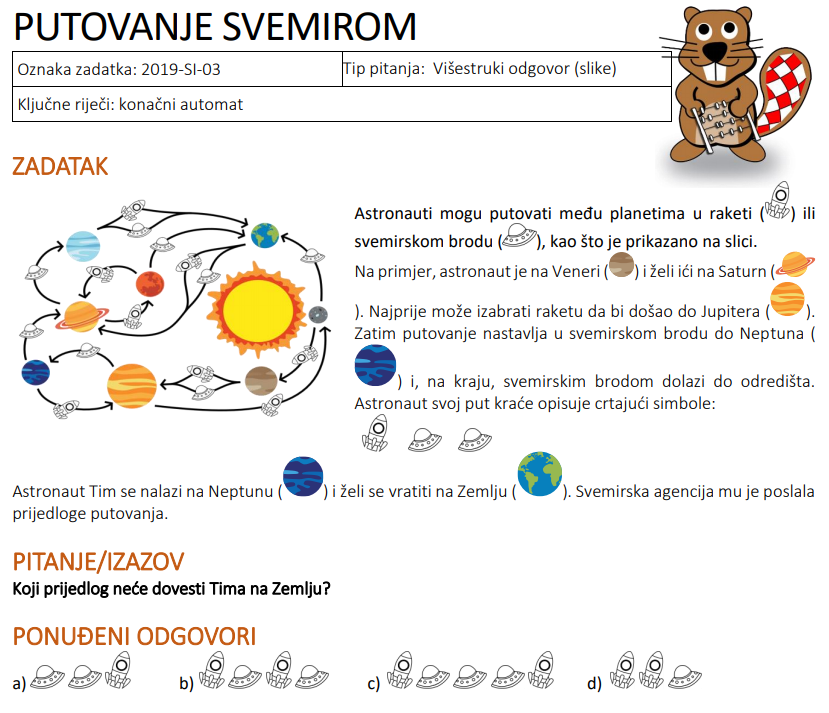 PUTOVANJE SVEMIROM
Oznaka zadatka: 2019-SI-03
Tip pitanja: Višestruki odgovor (slike)
Ključne riječi: konačni automat
ZADATAK
Astronauti mogu putovati među planetima u raketi ( ) ili
svemirskom brodu ( ), kao što je prikazano na slici.
Na primjer, astronaut je na Veneri ( ) i želi ići na Saturn (
). Najprije može izabrati raketu da bi došao do Jupitera ( ).
Zatim putovanje nastavlja u svemirskom brodu do Neptuna (
) i, na kraju, svemirskim brodom dolazi do odredišta.
Astronaut svoj put kraće opisuje crtajući simbole:
Astronaut Tim se nalazi na Neptunu ( ) i želi se vratiti na Zemlju ( ). Svemirska agencija mu je poslala
prijedloge putovanja.
PITANJE/IZAZOV
Koji prijedlog neće dovesti Tima na Zemlju?
PONUĐENI ODGOVORI
a) b) c) d)